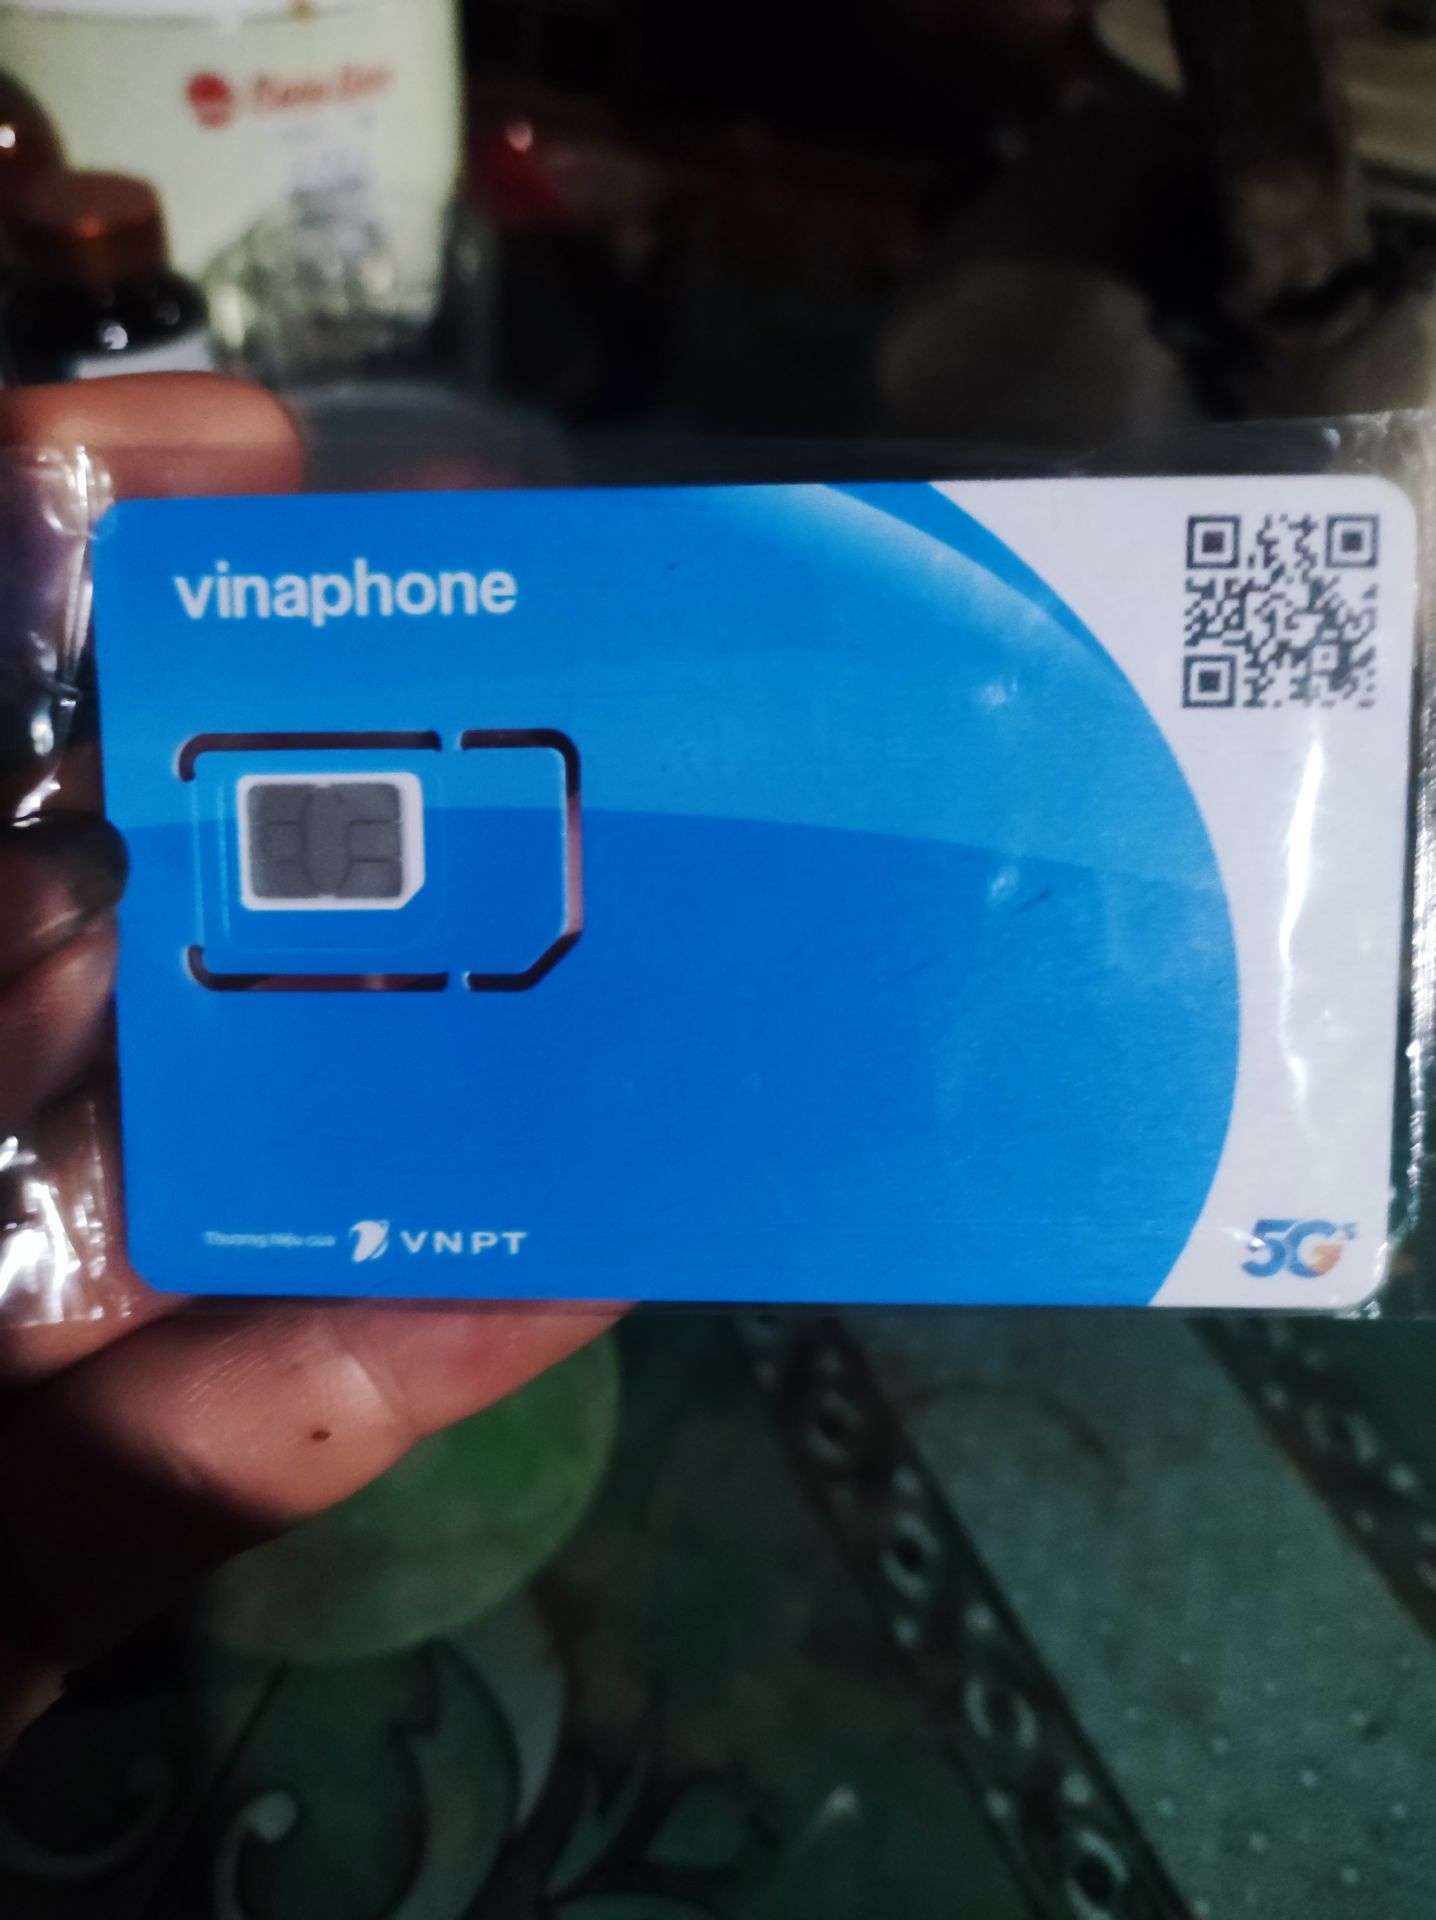 vinaphone
Thương hiệu của VNPT
5G